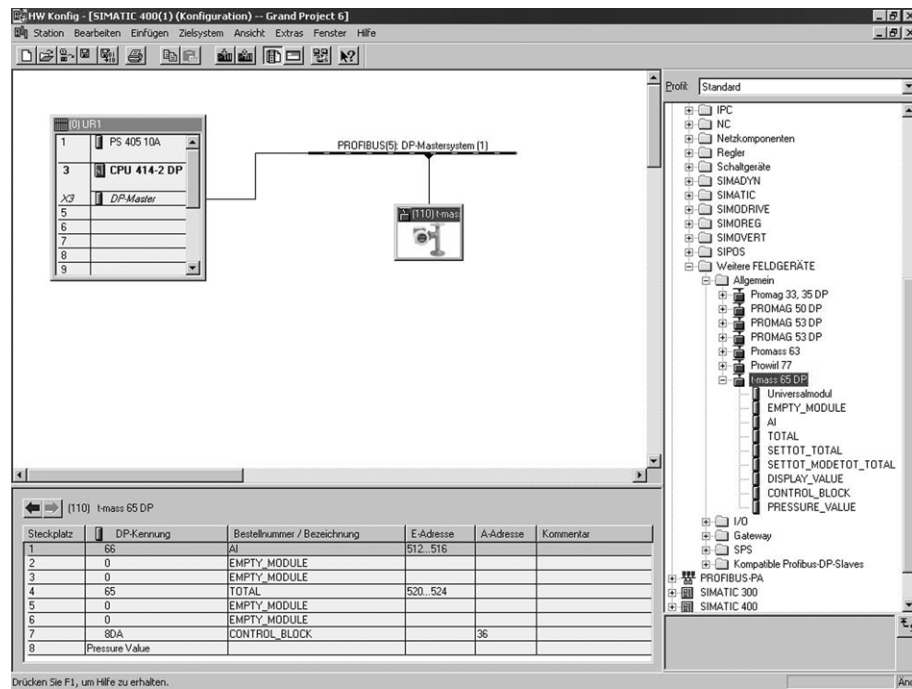 HW Konfig - [SIMATIC 400(1) (Konfiguration) -- Grand Project 6]
Station Bearbeiten Einfügen Zielsystem Ansicht Extras Fenster Hilfe
(0) UR1
1 PS 405 10A
3 CPU 414-2 DP
X3 DP-Master
5
6
7
8
9
PROFIBUS(5): DP-Mastersystem (1)
(110) t-mas
Profil: Standard
IPC
NC
Netzkomponenten
Regler
Schaltgeräte
SIMADYN
SIMATIC
SIMODRIVE
SIMOREG
SIMOVERT
SIPOS
Weitere FELDGERÄTE
Allgemein
Promag 33, 35 DP
PROMAG 50 DP
PROMAG 53 DP
PROMAG 53 DP
Promass 63
Prowirl 77
t-mass 65 DP
Universalmodul
EMPTY_MODULE
AI
TOTAL
SETTOT_TOTAL
SETTOT_MODETOT_TOTAL
DISPLAY_VALUE
CONTROL_BLOCK
PRESSURE_VALUE
I/O
Gateway
SPS
Kompatible Profibus-DP-Slaves
PROFIBUS-PA
SIMATIC 300
SIMATIC 400
(110) t-mass 65 DP
Steckplatz DP-Kennung Bestellnummer / Bezeichnung E-Adresse A-Adresse Kommentar
1 66 AI 512...516
2 0 EMPTY_MODULE
3 0 EMPTY_MODULE
4 65 TOTAL 520...524
5 0 EMPTY_MODULE
6 0 EMPTY_MODULE
7 8DA CONTROL_BLOCK 36
8 Pressure Value
Drücken Sie F1, um Hilfe zu erhalten.
Änd